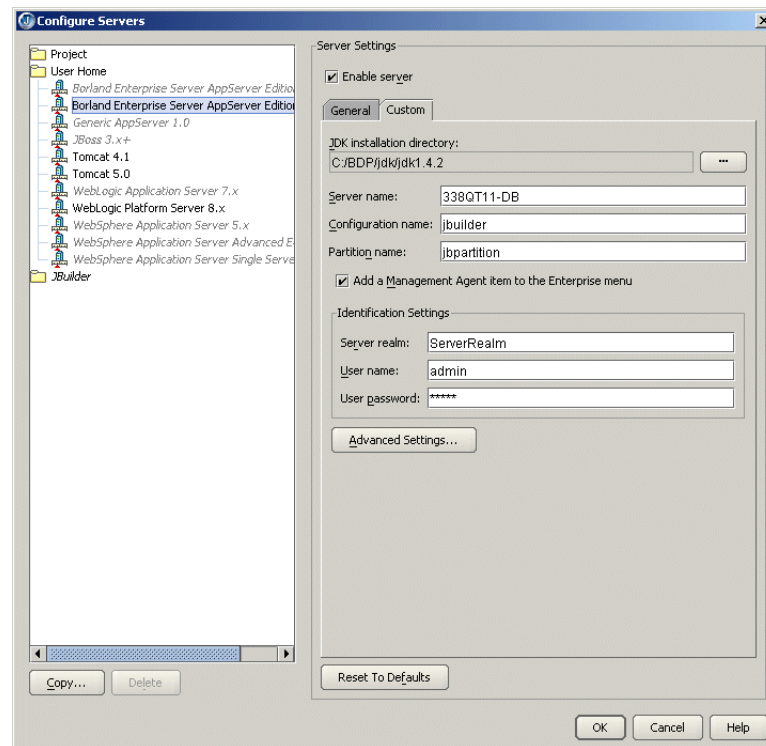 Configure Servers
Project
User Home
Borland Enterprise Server AppServer Editio
Borland Enterprise Server AppServer Edition
Generic AppServer 1.0
JBoss 3.x+
Tomcat 4.1
Tomcat 5.0
WebLogic Application Server 7.x
WebLogic Platform Server 8.x
WebSphere Application Server 5.x
WebSphere Application Server Advanced E
WebSphere Application Server Single Serve
JBuilder
Copy...
Delete
Server Settings
Enable server
General Custom
JDK installation directory:
C:/BDP/jdk/jdk1.4.2
...
Server name: 338QT11-DB
Configuration name: jbuilder
Partition name: jbpartition
Add a Management Agent item to the Enterprise menu
Identification Settings
Server realm: ServerRealm
User name: admin
User password: *****
Advanced Settings...
Reset To Defaults
OK Cancel Help